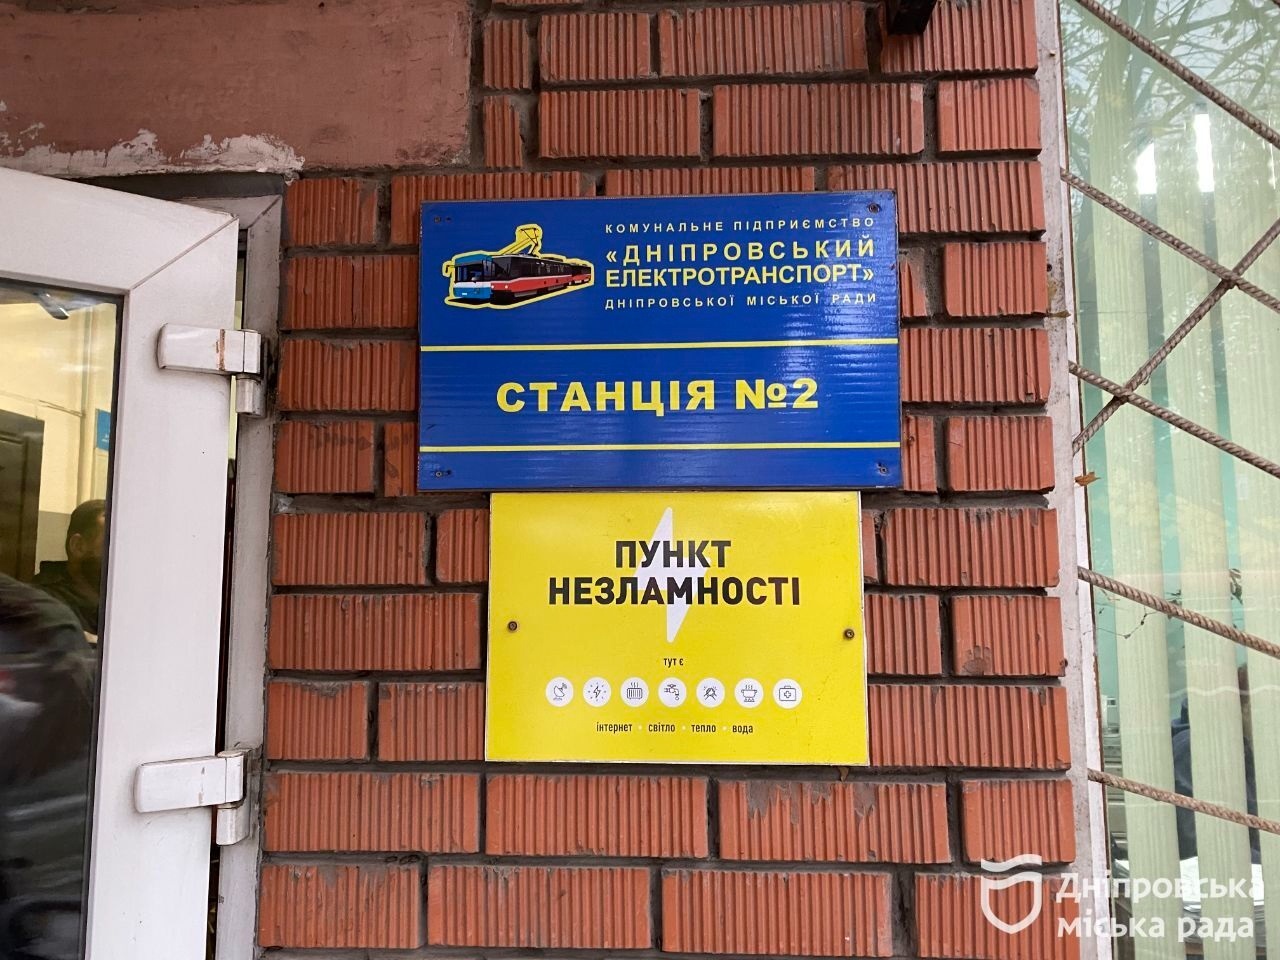 КОМУНАЛЬНЕ ПІДПРИЄМСТВО
«ДНІПРОВСЬКИЙ
ЕЛЕКТРОТРАНСПОРТ»
ДНІПРОВСЬКОЇ МІСЬКОЇ РАДИ
СТАНЦІЯ №2
ПУНКТ
НЕЗЛАМНОСТІ
тут є
інтернет • світло • тепло • вода
Дніпровська
міська рада